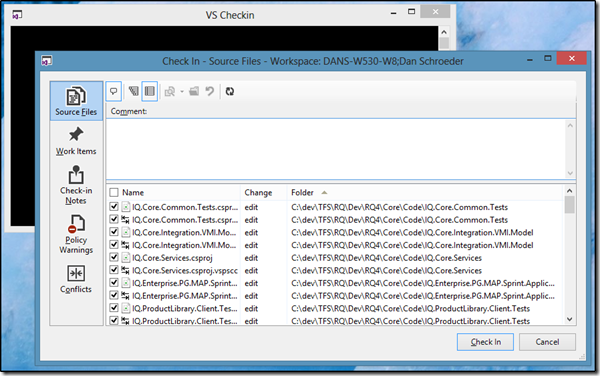 VS Checkin
Check In - Source Files - Workspace: DANS-W530-W8;Dan Schroeder
Source Files
Work Items
Check-in
Notes
Policy
Warnings
Conflicts
Comment:
Name Change Folder
IQ.Core.Common.Tests.cspr... edit C:\dev\TFS\RQ\Dev\RQ4\Core\Code\IQ.Core.Common.Tests
IQ.Core.Common.Tests.cspr... edit C:\dev\TFS\RQ\Dev\RQ4\Core\Code\IQ.Core.Common.Tests
IQ.Core.Integration.VMI.Mo... edit C:\dev\TFS\RQ\Dev\RQ4\Core\Code\IQ.Core.Integration.VMI.Model
IQ.Core.Integration.VMI.Mo... edit C:\dev\TFS\RQ\Dev\RQ4\Core\Code\IQ.Core.Integration.VMI.Model
IQ.Core.Services.csproj edit C:\dev\TFS\RQ\Dev\RQ4\Core\Code\IQ.Core.Services
IQ.Core.Services.csproj.vspscc edit C:\dev\TFS\RQ\Dev\RQ4\Core\Code\IQ.Core.Services
IQ.Enterprise.PG.MAP.Sprint... edit C:\dev\TFS\RQ\Dev\RQ4\Core\Code\IQ.Enterprise.PG.MAP.Sprint.Applic...
IQ.Enterprise.PG.MAP.Sprint... edit C:\dev\TFS\RQ\Dev\RQ4\Core\Code\IQ.Enterprise.PG.MAP.Sprint.Applic...
IQ.ProductLibrary.Client.Test... edit C:\dev\TFS\RQ\Dev\RQ4\Core\Code\IQ.ProductLibrary.Client.Tests
IQ.ProductLibrary.Client.Test... edit C:\dev\TFS\RQ\Dev\RQ4\Core\Code\IQ.ProductLibrary.Client.Tests
Check In Cancel